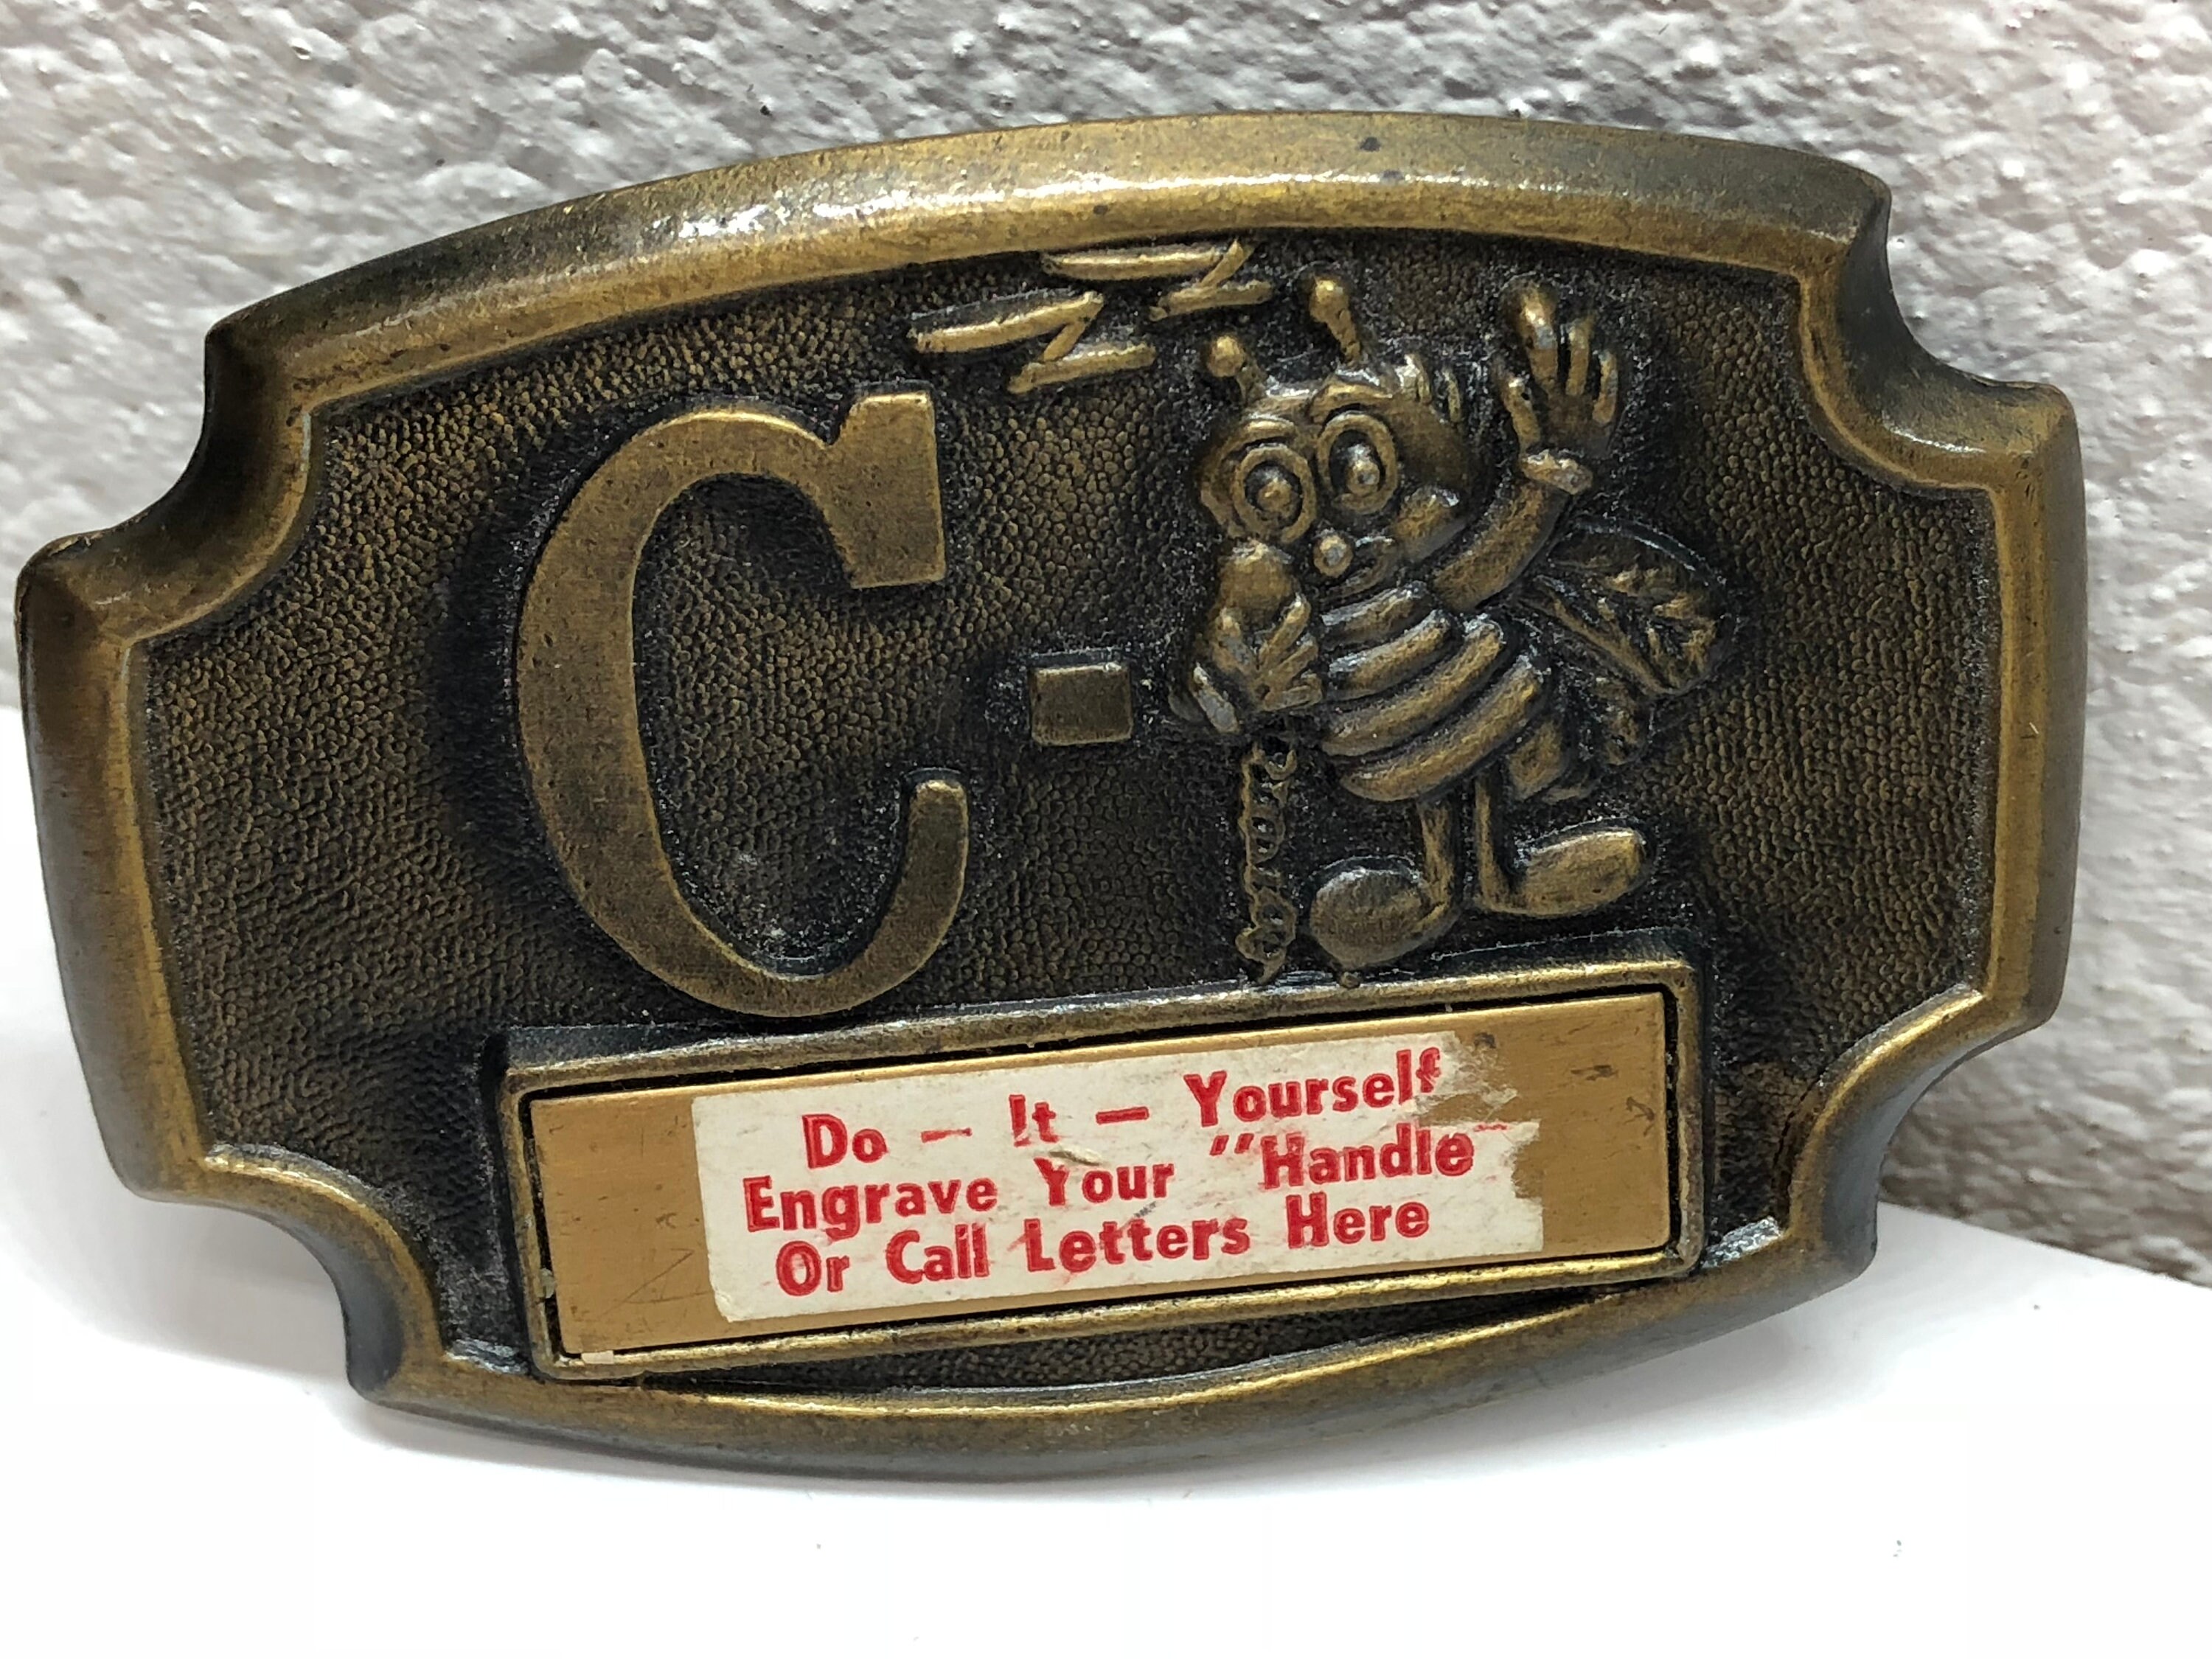 C-
Do – It – Yourself
Engrave Your "Handle
Or Call Letters Here